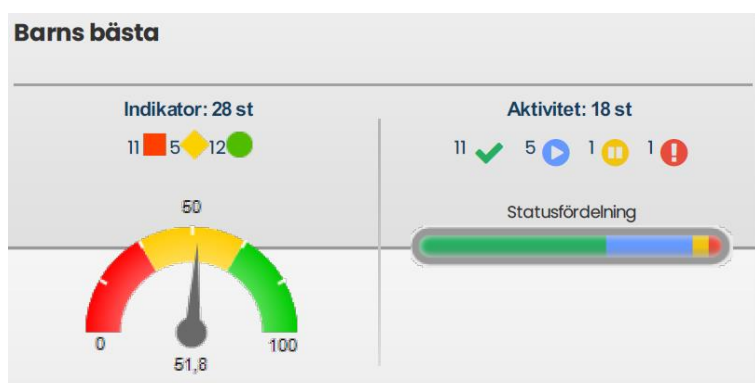 Barns bästa
Indikator: 28 st
11 5 12
50
0 100
51,8
Aktivitet: 18 st
11 5 1 1
Statusfördelning